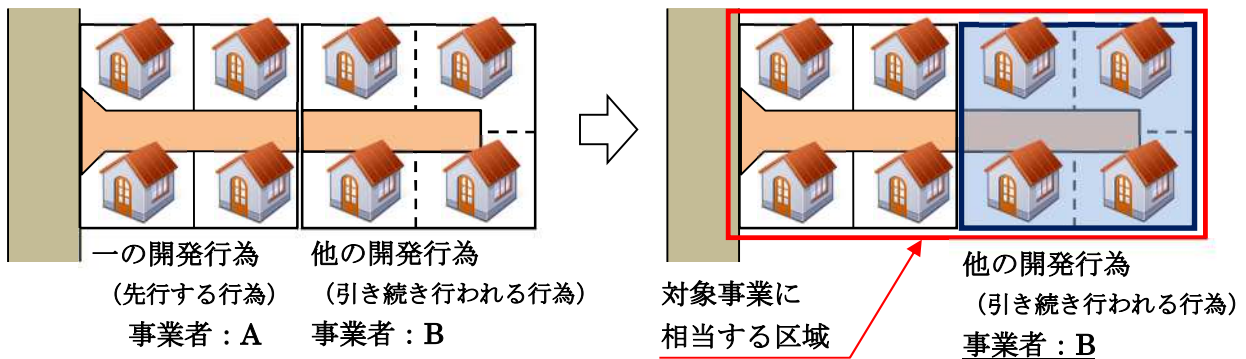 一の開発行為
（先行する行為）
事業者：A
他の開発行為
（引き続き行われる行為）
事業者：B
対象事業に
相当する区域
他の開発行為
（引き続き行われる行為）
事業者：B